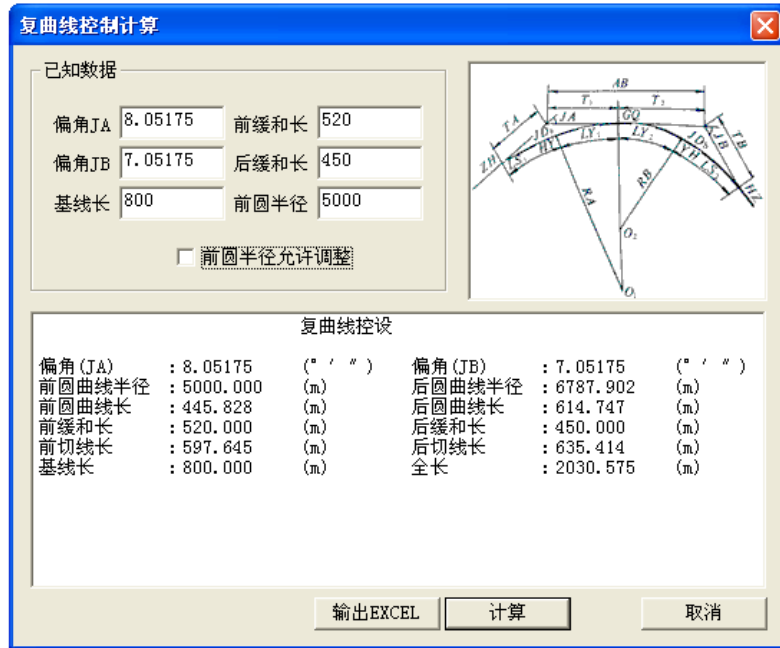 复曲线控制计算
已知数据
偏角JA 8.05175 前缓和长 520
偏角JB 7.05175 后缓和长 450
基线长 800 前圆半径 5000
前圆半径允许调整
AB
T₁ T₂
TA JA GQ TB
JD JD JB
ZH LS₁ HY LY₁ LY₂ YH LS₂ HZ
RA RB
O₂
O₁
复曲线控设
偏角(JA) :8.05175 (° ′ ″) 偏角(JB) :7.05175 (° ′ ″)
前圆曲线半径 :5000.000 (m) 后圆曲线半径 :6787.902 (m)
前圆曲线长 :445.828 (m) 后圆曲线长 :614.747 (m)
前缓和长 :520.000 (m) 后缓和长 :450.000 (m)
前切线长 :597.645 (m) 后切线长 :635.414 (m)
基线长 :800.000 (m) 全长 :2030.575 (m)
输出EXCEL 计算 取消